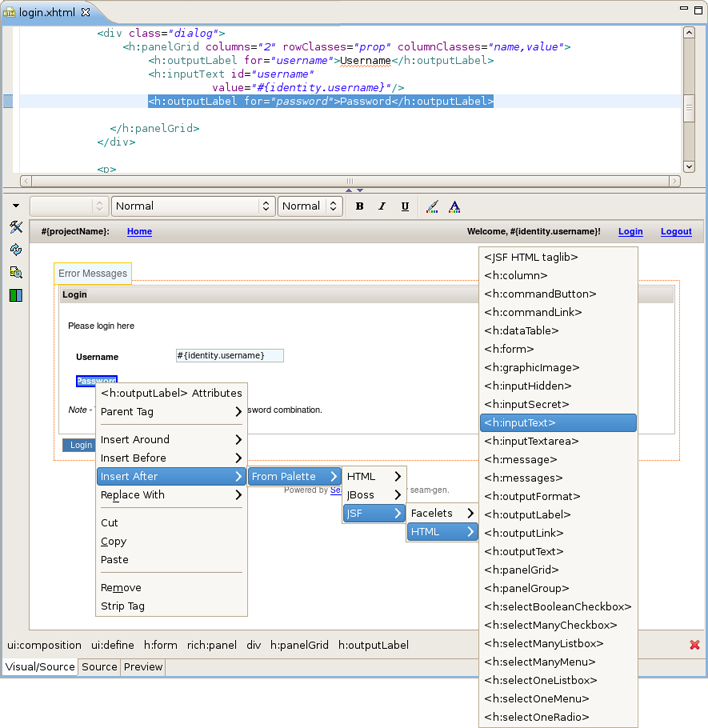 login.xhtml
<div class="dialog">
<h:panelGrid columns="2" rowClasses="prop" columnClasses="name,value">
<h:outputLabel for="username">Username</h:outputLabel>
<h:inputText id="username"
value="#{identity.username}"/>
<h:outputLabel for="password">Password</h:outputLabel>
</h:panelGrid>
</div>
<p>
Normal Normal B I U A
#{projectName}: Home Welcome, #{identity.username}! Login Logout
Error Messages
Login
Please login here
Username #{identity.username}
Password
Note - sword combination.
Login
Powered by Sea r seam-gen.
<h:outputLabel> Attributes
Parent Tag
Insert Around
Insert Before
Insert After
Replace With
Cut
Copy
Paste
Remove
Strip Tag
From Palette
HTML
JBoss
JSF
Facelets
HTML
<JSF HTML taglib>
<h:column>
<h:commandButton>
<h:commandLink>
<h:dataTable>
<h:form>
<h:graphicImage>
<h:inputHidden>
<h:inputSecret>
<h:inputText>
<h:inputTextarea>
<h:message>
<h:messages>
<h:outputFormat>
<h:outputLabel>
<h:outputLink>
<h:outputText>
<h:panelGrid>
<h:panelGroup>
<h:selectBooleanCheckbox>
<h:selectManyCheckbox>
<h:selectManyListbox>
<h:selectManyMenu>
<h:selectOneListbox>
<h:selectOneMenu>
<h:selectOneRadio>
ui:composition ui:define h:form rich:panel div h:panelGrid h:outputLabel
Visual/Source Source Preview